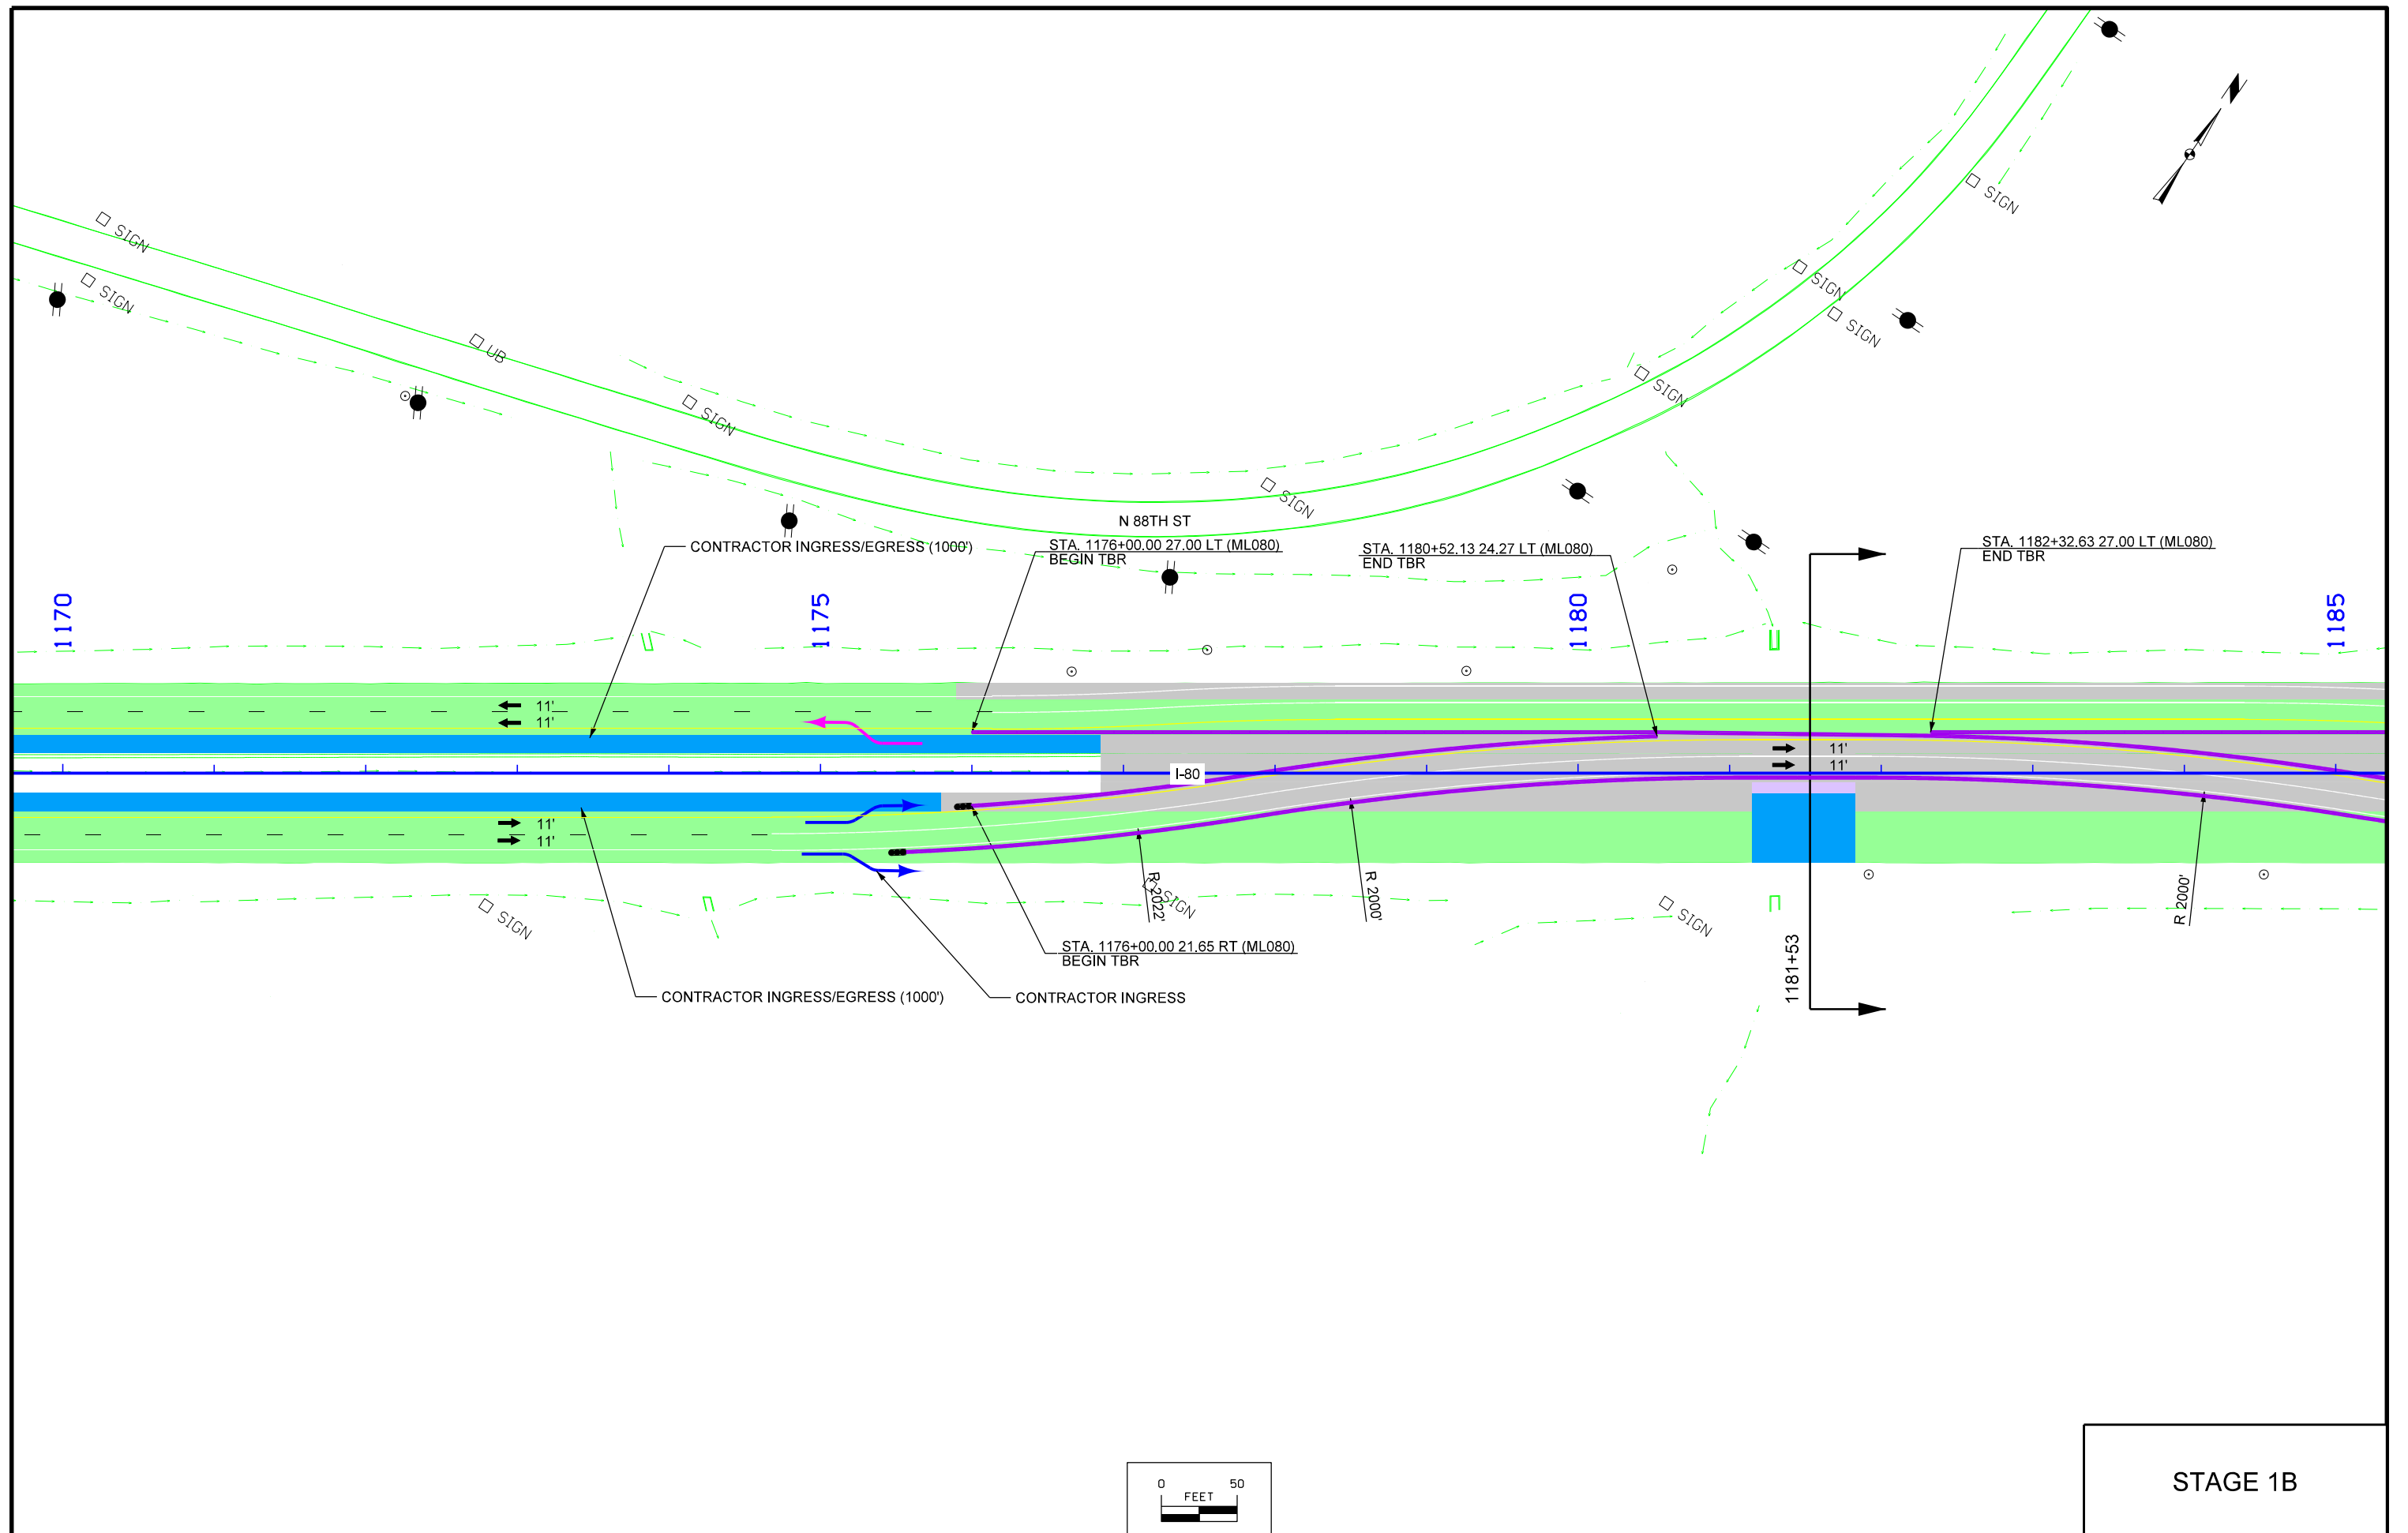 SIGN
SIGN
SIGN
SIGN
SIGN
UB
SIGN
SIGN
SIGN
N 88TH ST
CONTRACTOR INGRESS/EGRESS (1000')
STA. 1176+00.00 27.00 LT (ML080)
BEGIN TBR
STA. 1180+52.13 24.27 LT (ML080)
END TBR
STA. 1182+32.63 27.00 LT (ML080)
END TBR
1170
1175
1180
1185
11'
11'
11'
11'
I-80
11'
11'
R 2022'
R 2000'
R 2000'
SIGN
SIGN
SIGN
1181+53
STA. 1176+00.00 21.65 RT (ML080)
BEGIN TBR
CONTRACTOR INGRESS/EGRESS (1000')
CONTRACTOR INGRESS
0 50
FEET
STAGE 1B
N